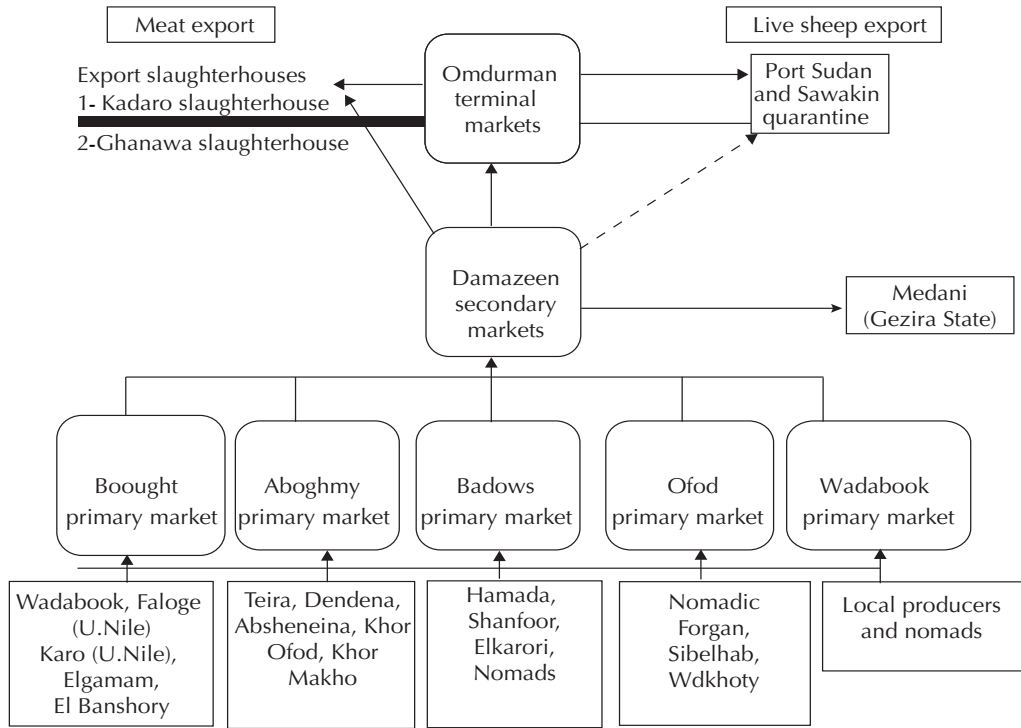 Meat export
Live sheep export
Export slaughterhouses
1- Kadaro slaughterhouse
2-Ghanawa slaughterhouse
Omdurman
terminal
markets
Port Sudan
and Sawakin
quarantine
Damazeen
secondary
markets
Medani
(Gezira State)
Boought
primary market
Aboghmy
primary market
Badows
primary market
Ofod
primary market
Wadabook
primary market
Wadabook, Faloge
(U.Nile)
Karo (U.Nile),
Elgamam,
El Banshory
Teira, Dendena,
Absheneina, Khor
Ofod, Khor
Makho
Hamada,
Shanfoor,
Elkarori,
Nomads
Nomadic
Forgan,
Sibelhab,
Wdkhoty
Local producers
and nomads